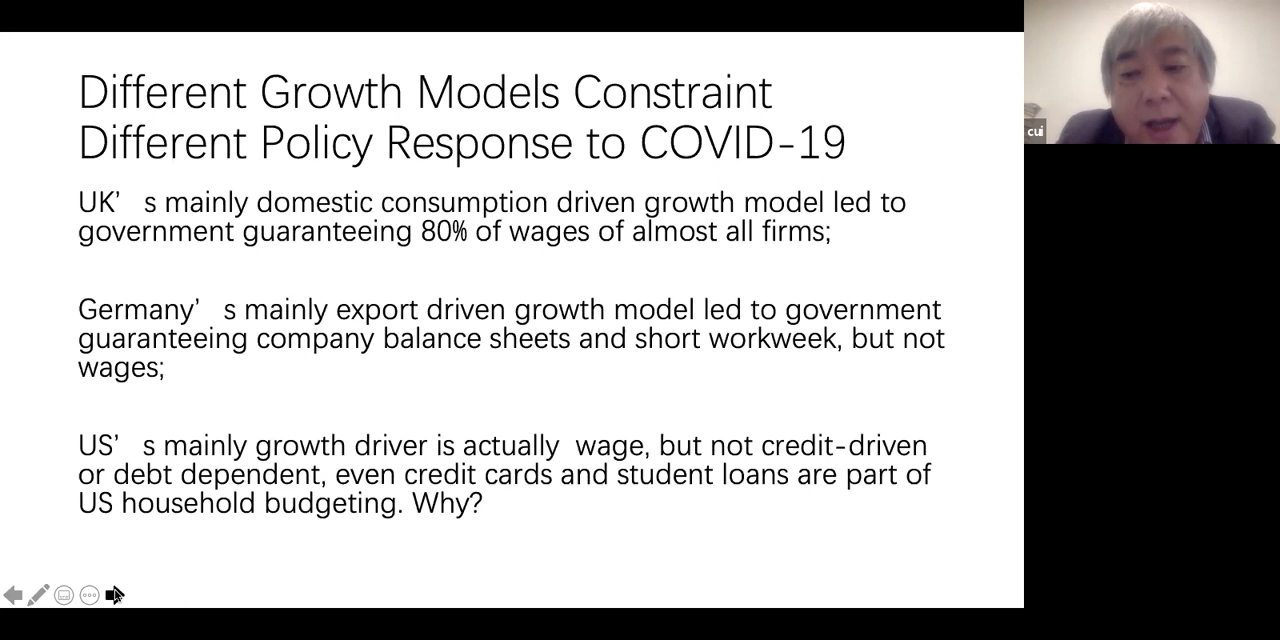 Different Growth Models Constraint
Different Policy Response to COVID-19
UK’ s mainly domestic consumption driven growth model led to
government guaranteeing 80% of wages of almost all firms;
Germany’ s mainly export driven growth model led to government
guaranteeing company balance sheets and short workweek, but not
wages;
US’ s mainly growth driver is actually  wage, but not credit-driven
or debt dependent, even credit cards and student loans are part of
US household budgeting. Why?
cui